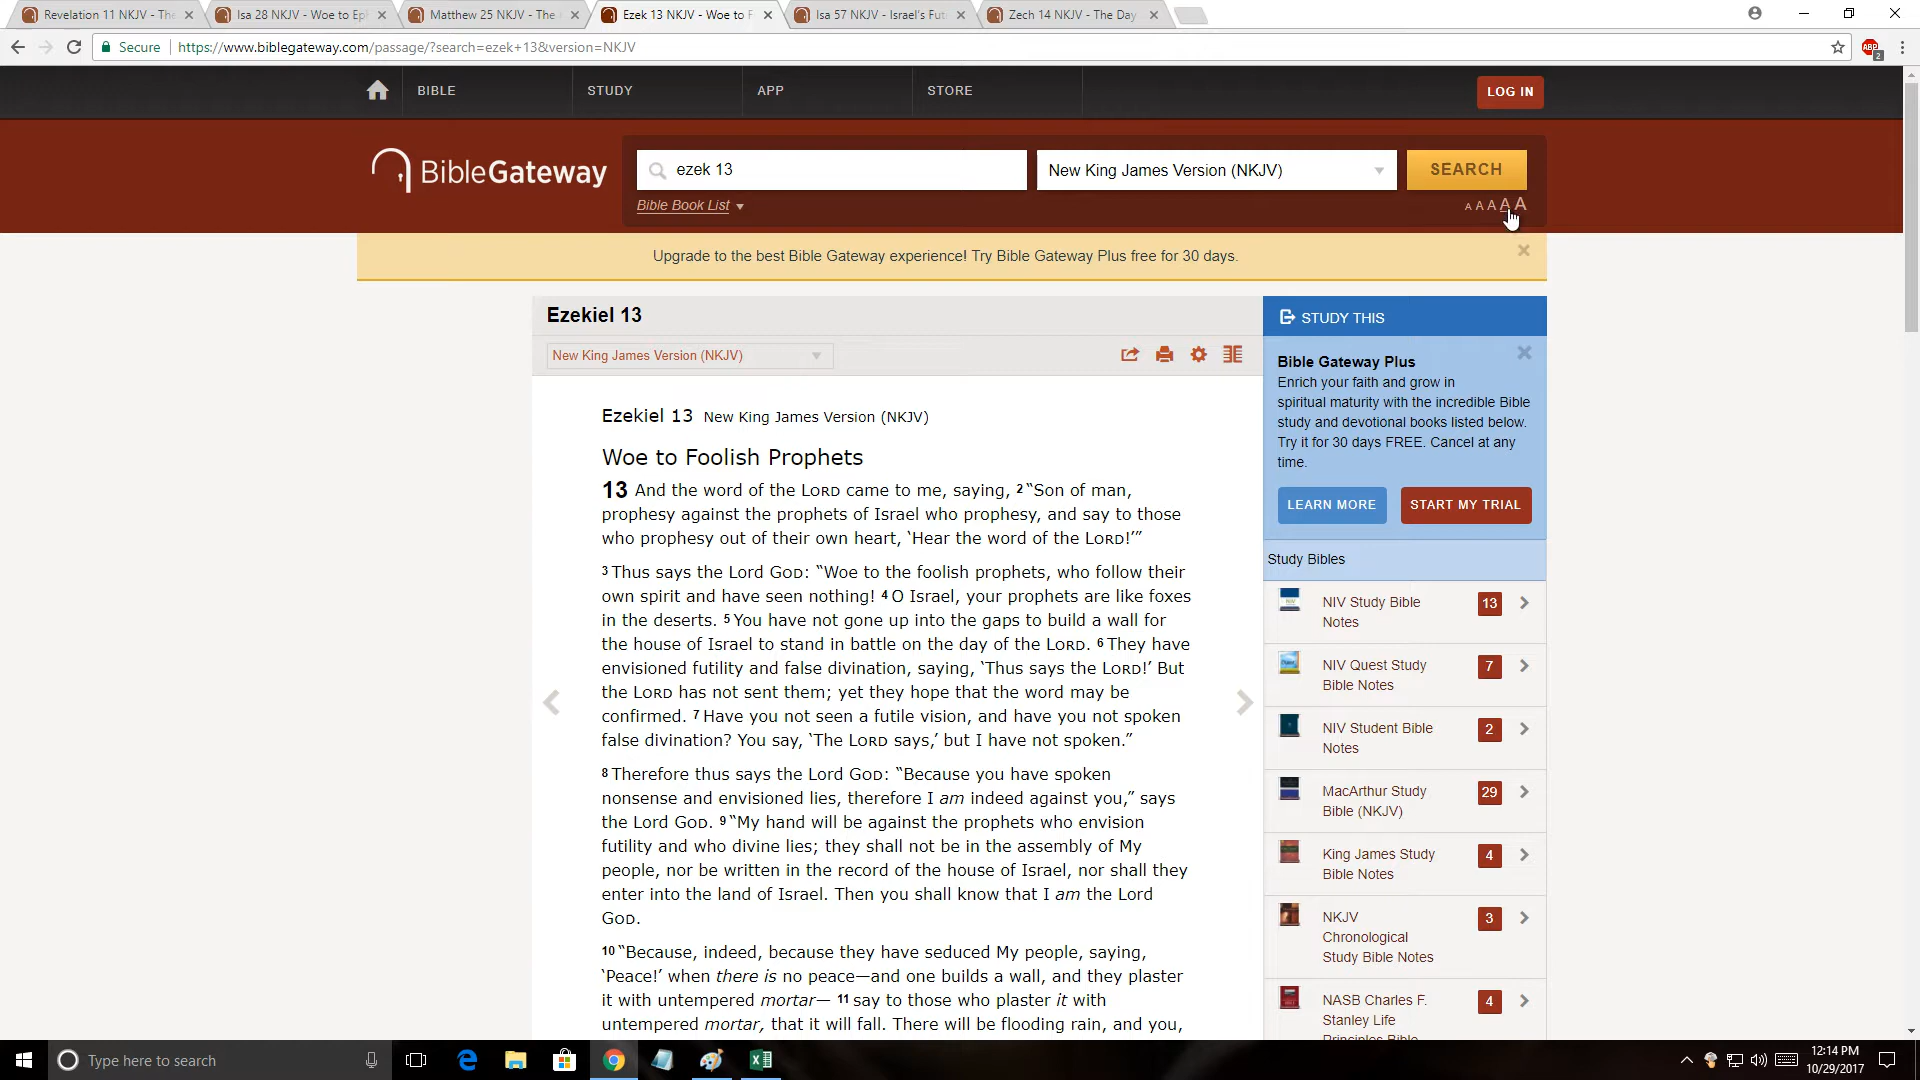 Revelation 11 NKJV - The
Isa 28 NKJV - Woe to Ep
Matthew 25 NKJV - The
Ezek 13 NKJV - Woe to F
Isa 57 NKJV - Israel's Fut
Zech 14 NKJV - The Day
Secure
https://www.biblegateway.com/passage/?search=ezek+13&version=NKJV
ABP
2
BIBLE
STUDY
APP
STORE
LOG IN
BibleGateway
ezek 13
New King James Version (NKJV)
SEARCH
Bible Book List
A A A A A
Upgrade to the best Bible Gateway experience! Try Bible Gateway Plus free for 30 days.
Ezekiel 13
New King James Version (NKJV)
Ezekiel 13 New King James Version (NKJV)
Woe to Foolish Prophets
13 And the word of the LORD came to me, saying, 2 “Son of man,
prophesy against the prophets of Israel who prophesy, and say to those
who prophesy out of their own heart, ‘Hear the word of the LORD!’”
3 Thus says the Lord GOD: “Woe to the foolish prophets, who follow their
own spirit and have seen nothing! 4 O Israel, your prophets are like foxes
in the deserts. 5 You have not gone up into the gaps to build a wall for
the house of Israel to stand in battle on the day of the LORD. 6 They have
envisioned futility and false divination, saying, ‘Thus says the LORD!’ But
the LORD has not sent them; yet they hope that the word may be
confirmed. 7 Have you not seen a futile vision, and have you not spoken
false divination? You say, ‘The LORD says,’ but I have not spoken.”
8 Therefore thus says the Lord GOD: “Because you have spoken
nonsense and envisioned lies, therefore I am indeed against you,” says
the Lord GOD. 9 “My hand will be against the prophets who envision
futility and who divine lies; they shall not be in the assembly of My
people, nor be written in the record of the house of Israel, nor shall they
enter into the land of Israel. Then you shall know that I am the Lord
GOD.
10 “Because, indeed, because they have seduced My people, saying,
‘Peace!’ when there is no peace—and one builds a wall, and they plaster
it with untempered mortar— 11 say to those who plaster it with
untempered mortar, that it will fall. There will be flooding rain, and you,
STUDY THIS
Bible Gateway Plus
Enrich your faith and grow in
spiritual maturity with the incredible Bible
study and devotional books listed below.
Try it for 30 days FREE. Cancel at any
time.
LEARN MORE
START MY TRIAL
Study Bibles
NIV Study Bible
Notes
13
NIV Quest Study
Bible Notes
7
NIV Student Bible
Notes
2
MacArthur Study
Bible (NKJV)
29
King James Study
Bible Notes
4
NKJV
Chronological
Study Bible Notes
3
NASB Charles F.
Stanley Life
Principles Bible
4
Type here to search
12:14 PM
10/29/2017